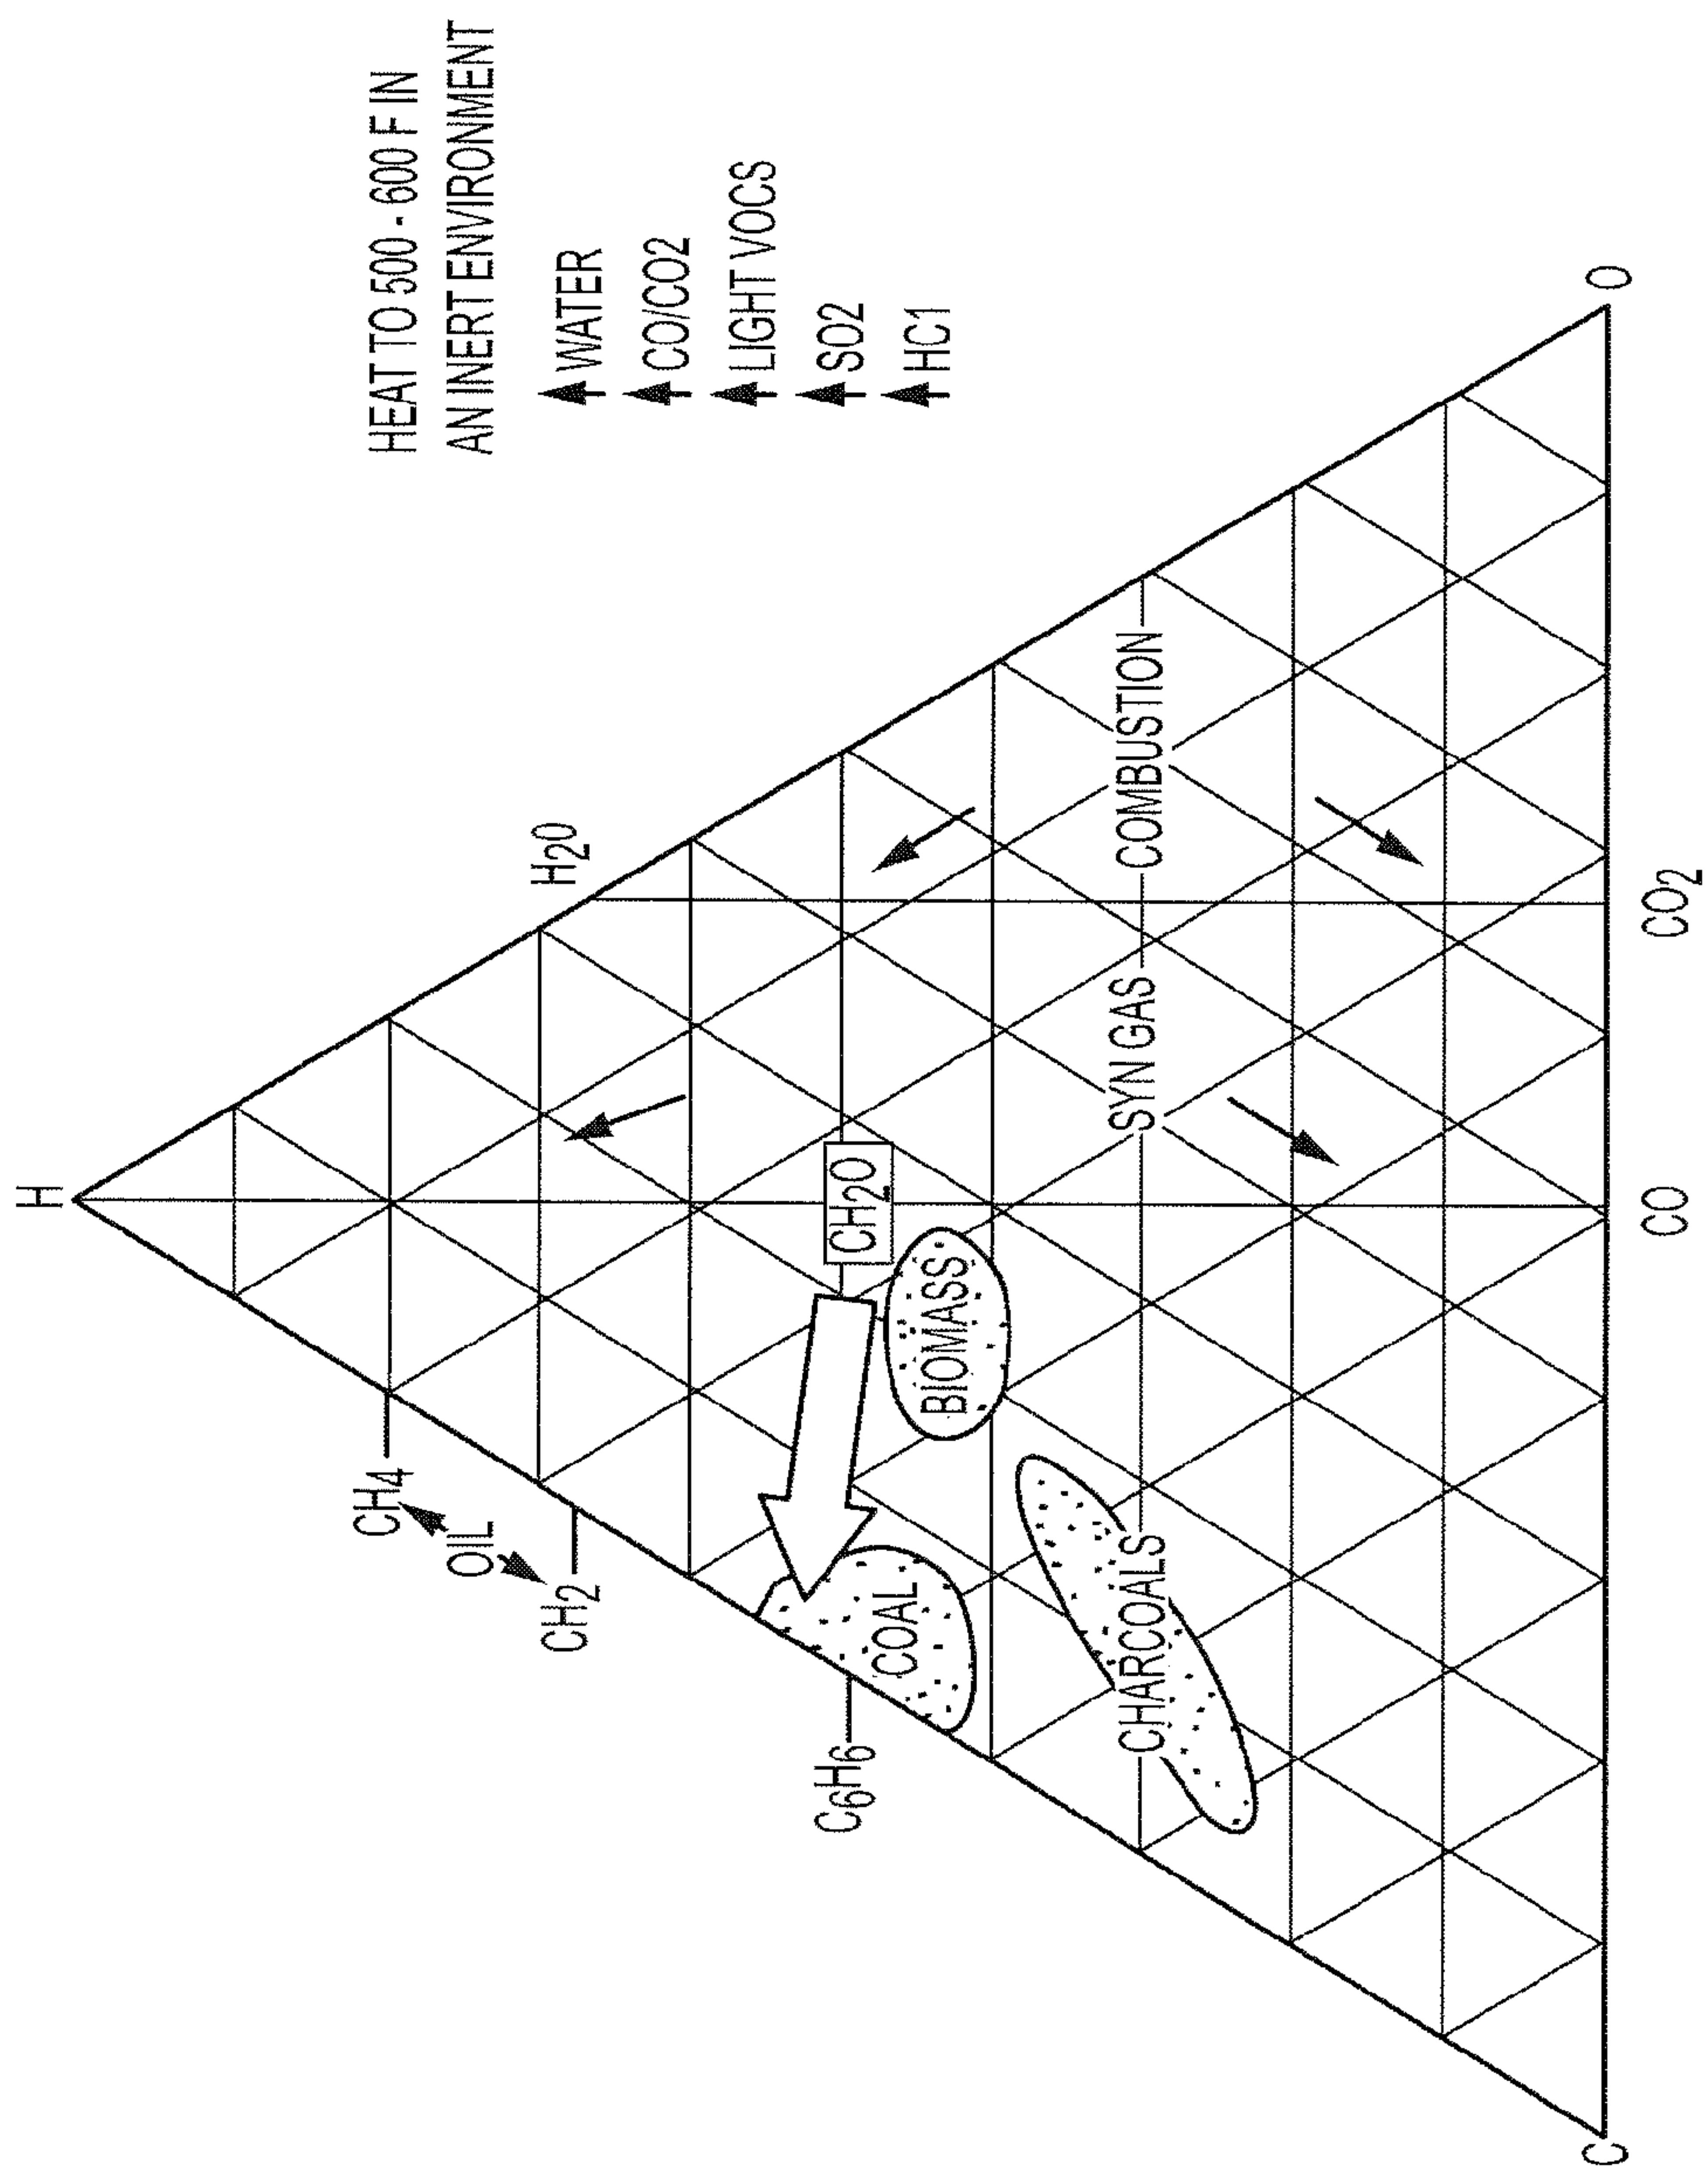 HEAT TO 500 - 600 F IN
AN INERT ENVIRONMENT
WATER
CO/CO2
LIGHT VOCS
SO2
HC1
H
CH4
OIL
CH2
C6H6
H2O
CH2O
BIOMASS
COAL
CHARCOALS
SYN GAS
COMBUSTION
C
CO
CO2
O